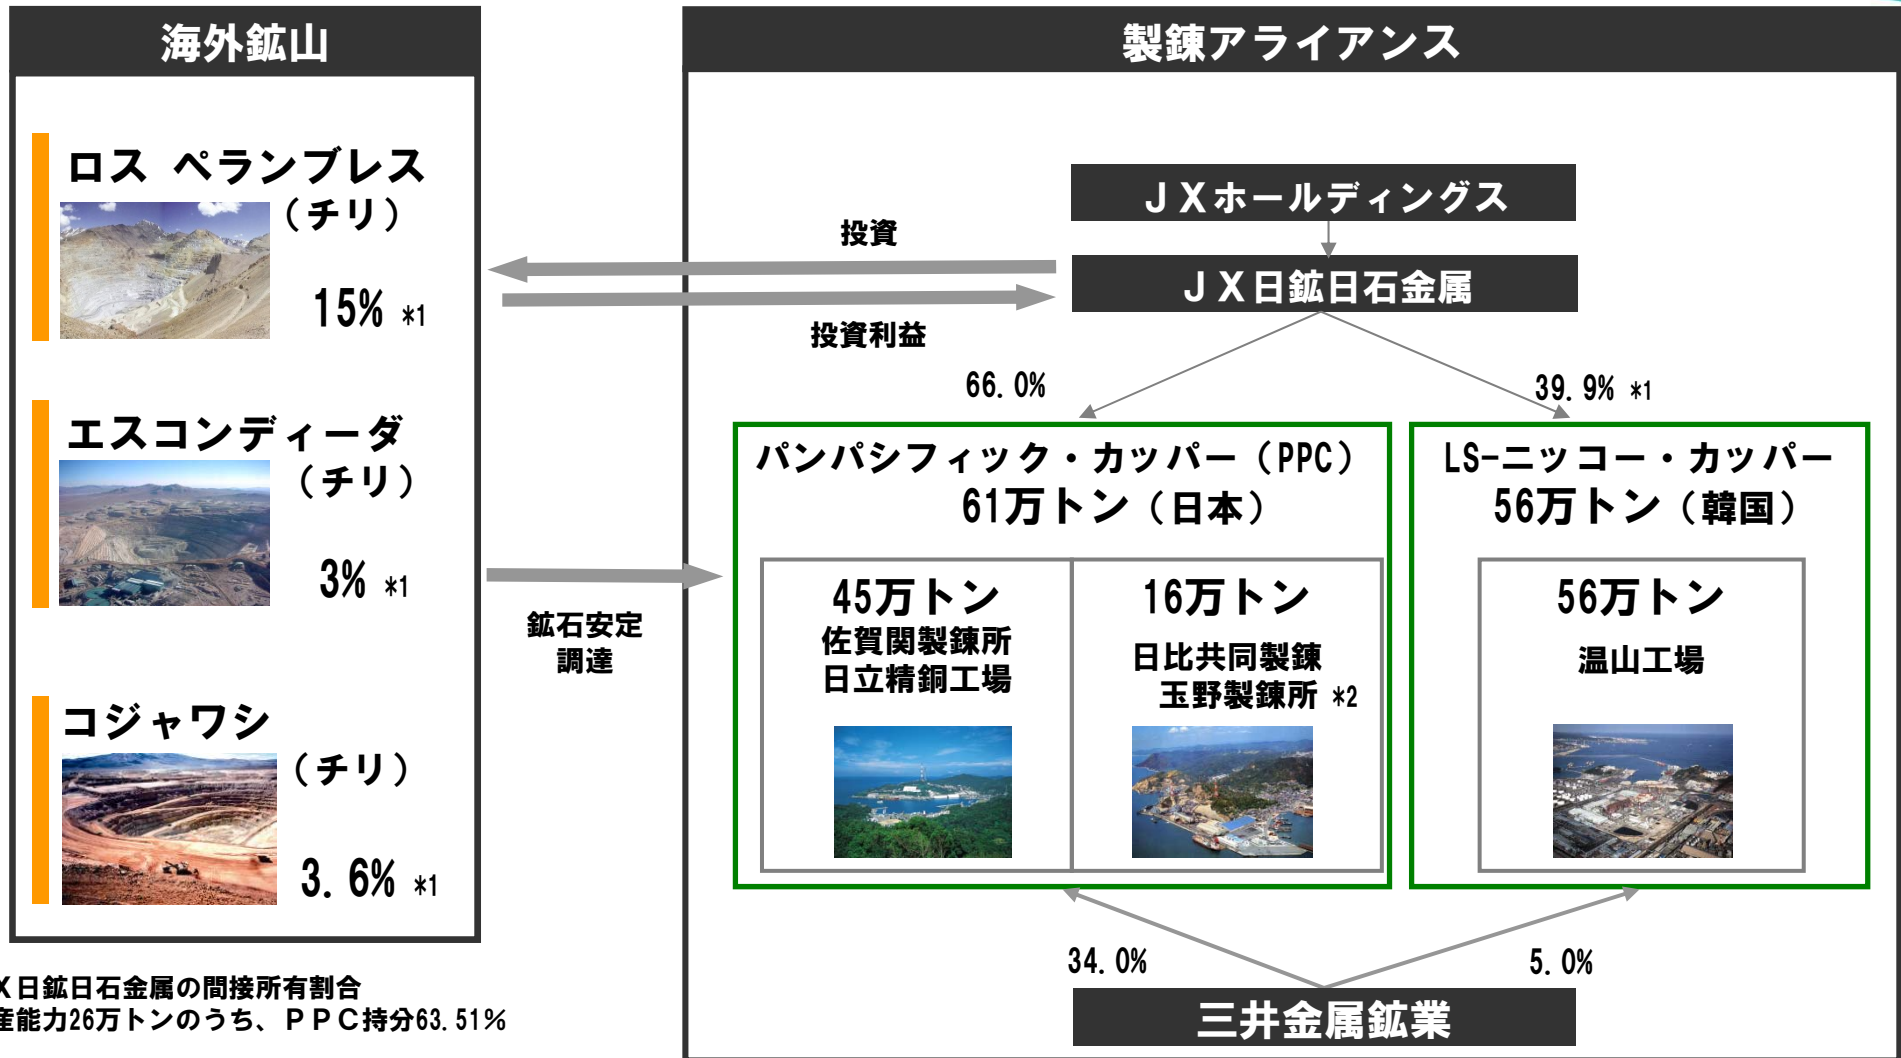 海外鉱山
ロス ペランブレス
（チリ）
15% *1
エスコンディーダ
（チリ）
3% *1
コジャワシ
（チリ）
3.6% *1
投資
投資利益
鉱石安定
調達
製錬アライアンス
ＪＸホールディングス
ＪＸ日鉱日石金属
66.0%
39.9% *1
パンパシフィック・カッパー（PPC）
61万トン（日本）
45万トン
佐賀関製錬所
日立精銅工場
16万トン
日比共同製錬
玉野製錬所 *2
LS-ニッコー・カッパー
56万トン（韓国）
56万トン
温山工場
34.0%
5.0%
三井金属鉱業
Ｘ日鉱日石金属の間接所有割合
産能力26万トンのうち、ＰＰＣ持分63.51%